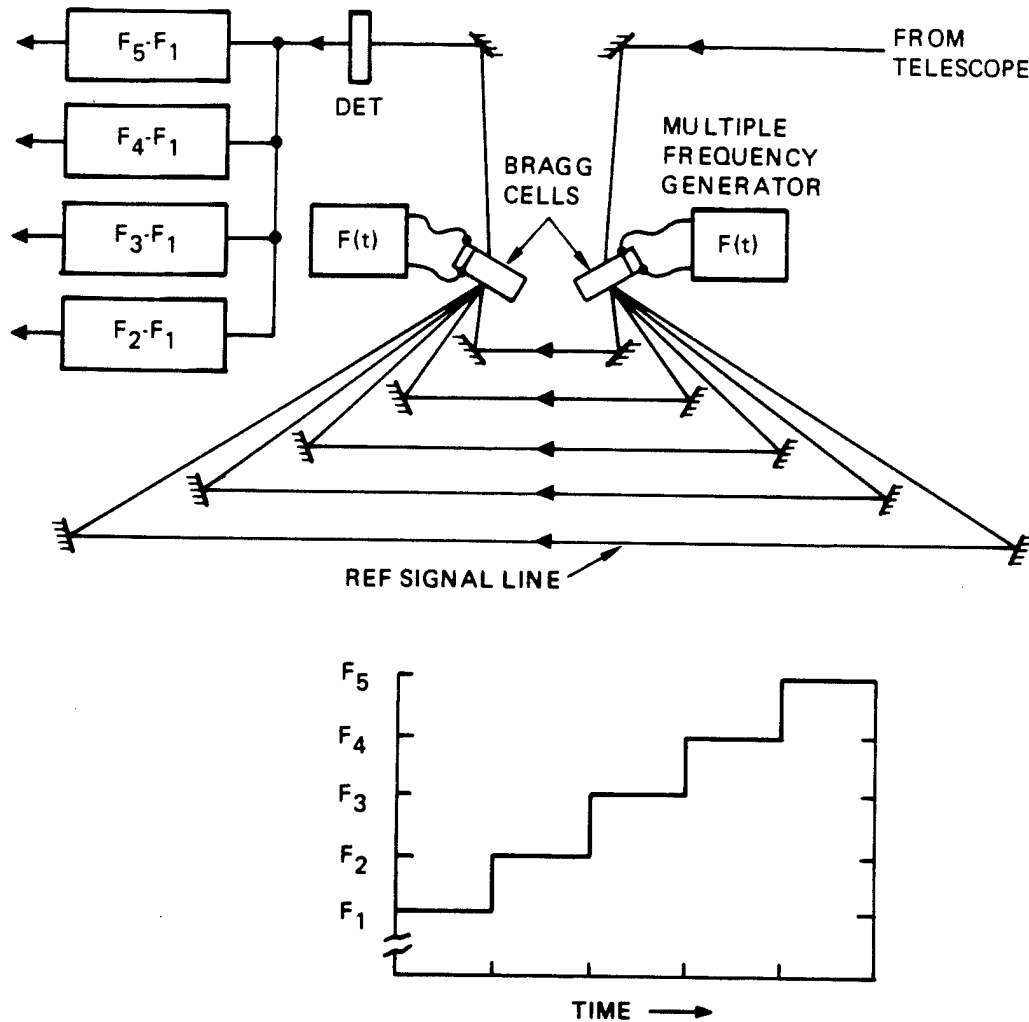 F5-F1
F4-F1
F3-F1
F2-F1
DET
FROM
TELESCOPE
BRAGG
CELLS
MULTIPLE
FREQUENCY
GENERATOR
F(t)
F(t)
REF SIGNAL LINE
F5
F4
F3
F2
F1
TIME